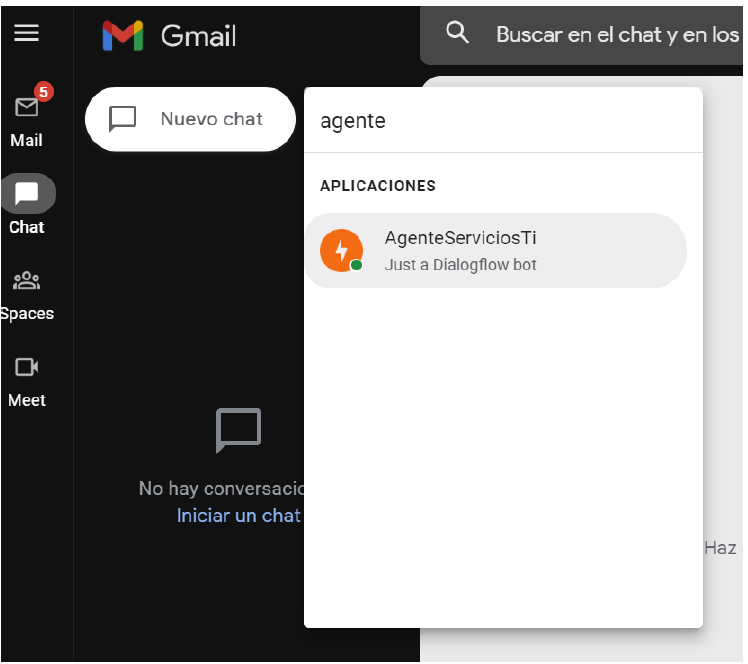 Gmail
Buscar en el chat y en los
5
Mail
Nuevo chat
agente
APLICACIONES
Chat
AgenteServiciosTi
Just a Dialogflow bot
Spaces
Meet
No hay conversacio
Iniciar un chat
Haz